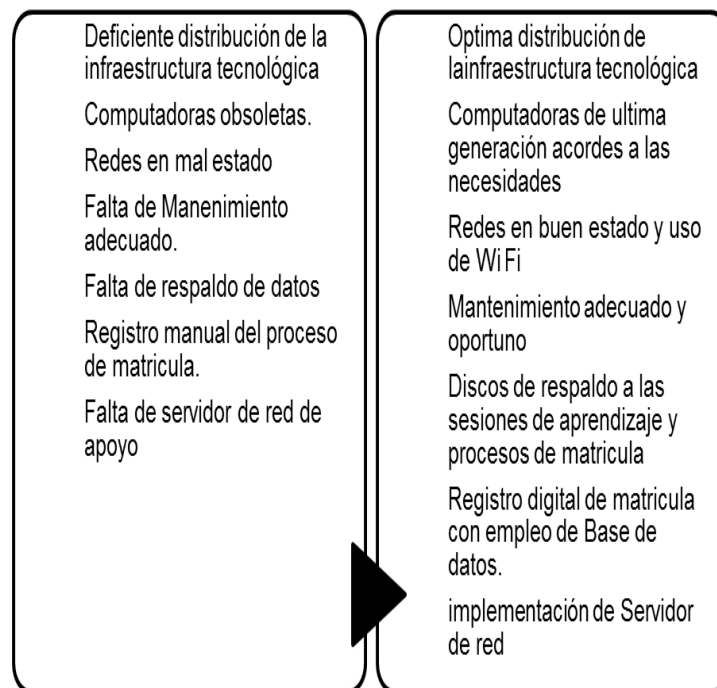 Deficiente distribución de la
infraestructura tecnológica
Computadoras obsoletas.
Redes en mal estado
Falta de Manenimiento
adecuado.
Falta de respaldo de datos
Registro manual del proceso
de matricula.
Falta de servidor de red de
apoyo
Optima distribución de
lainfraestructura tecnológica
Computadoras de ultima
generación acordes a las
necesidades
Redes en buen estado y uso
de Wi Fi
Mantenimiento adecuado y
oportuno
Discos de respaldo a las
sesiones de aprendizaje y
procesos de matricula
Registro digital de matricula
con empleo de Base de
datos.
implementación de Servidor
de red